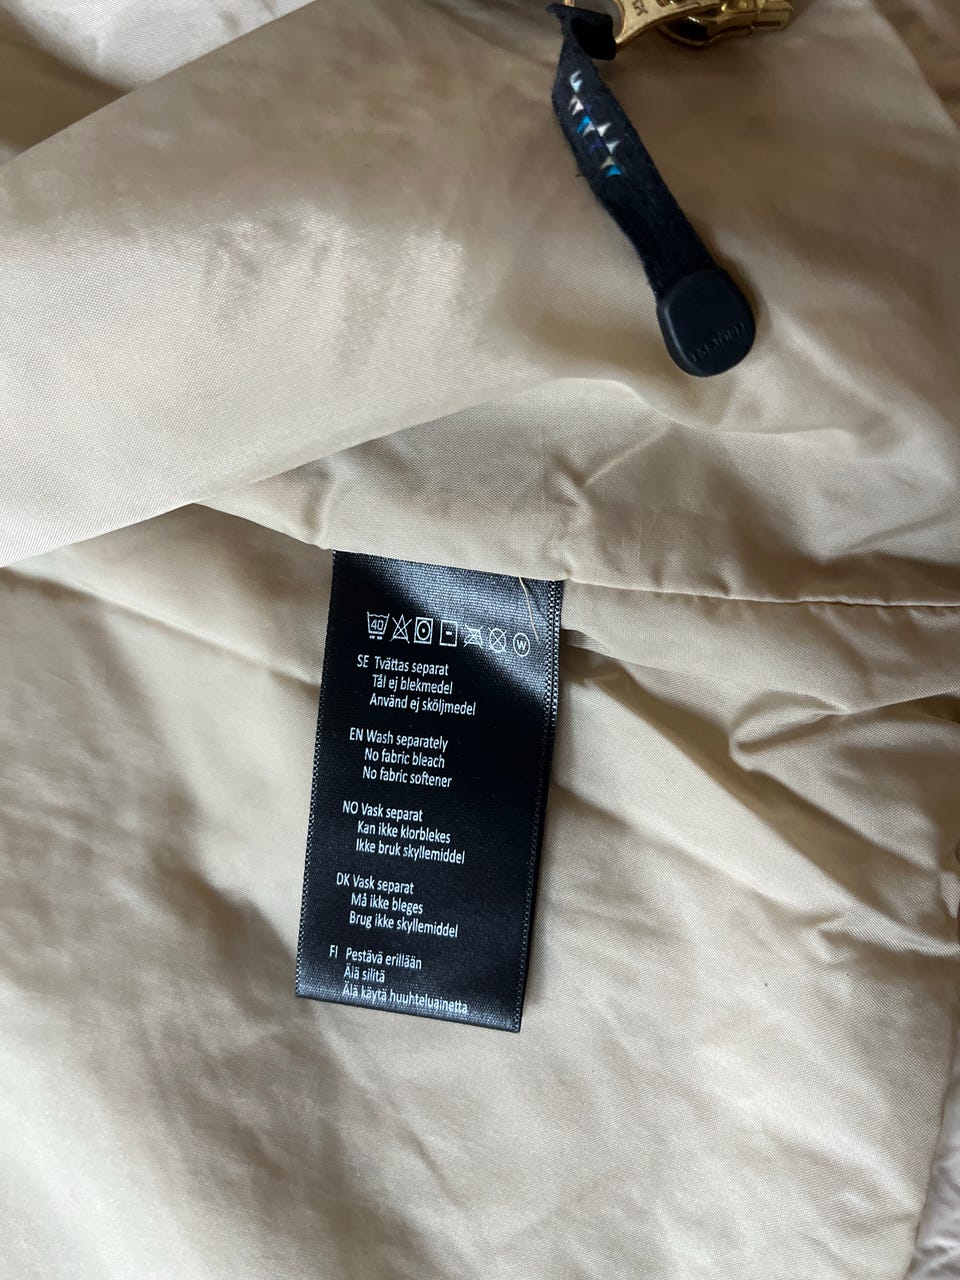 40
W
SE Tvättas separat
Tål ej blekmedel
Använd ej sköljmedel
EN Wash separately
No fabric bleach
No fabric softener
NO Vask separat
Kan ikke klorblekes
Ikke bruk skyllemiddel
DK Vask separat
Må ikke bleges
Brug ikke skyllemiddel
FI Pestävä erillään
Älä silitä
Älä käytä huuhteluainetta